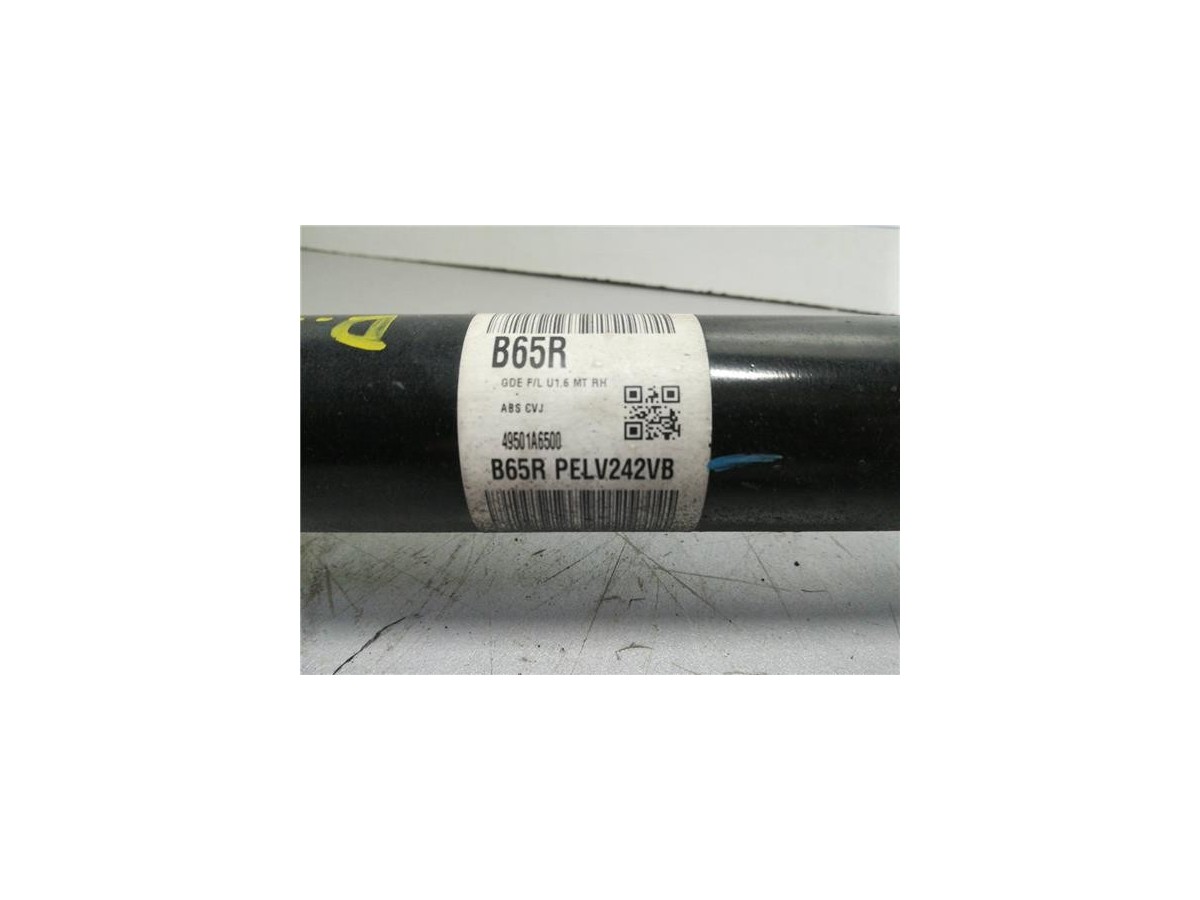 B65R
GDE F/L U1.6 MT RH
ABS CVJ
49501A6500
B65R PELV242VB